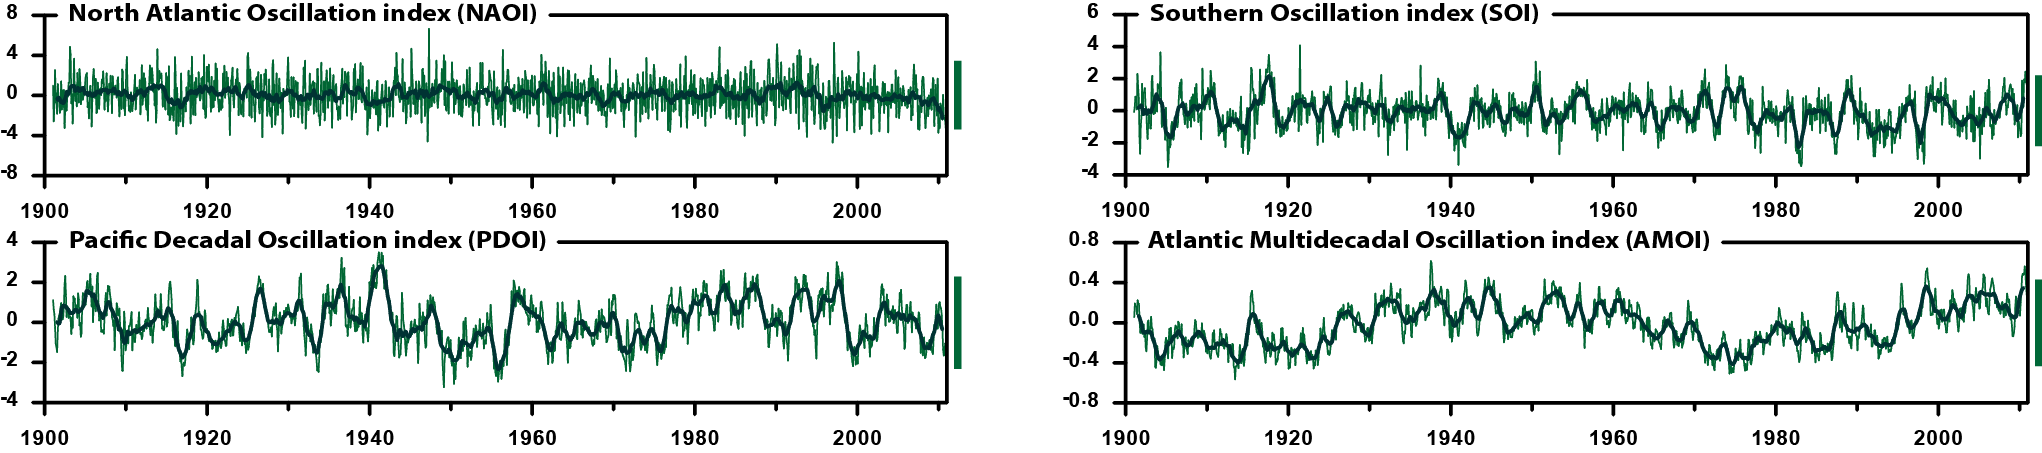 North Atlantic Oscillation index (NAOI)
8
4
0
-4
-8
1900 1920 1940 1960 1980 2000
Southern Oscillation index (SOI)
6
4
2
0
-2
-4
1900 1920 1940 1960 1980 2000
Pacific Decadal Oscillation index (PDOI)
4
2
0
-2
-4
1900 1920 1940 1960 1980 2000
Atlantic Multidecadal Oscillation index (AMOI)
0.8
0.4
0.0
-0.4
-0.8
1900 1920 1940 1960 1980 2000